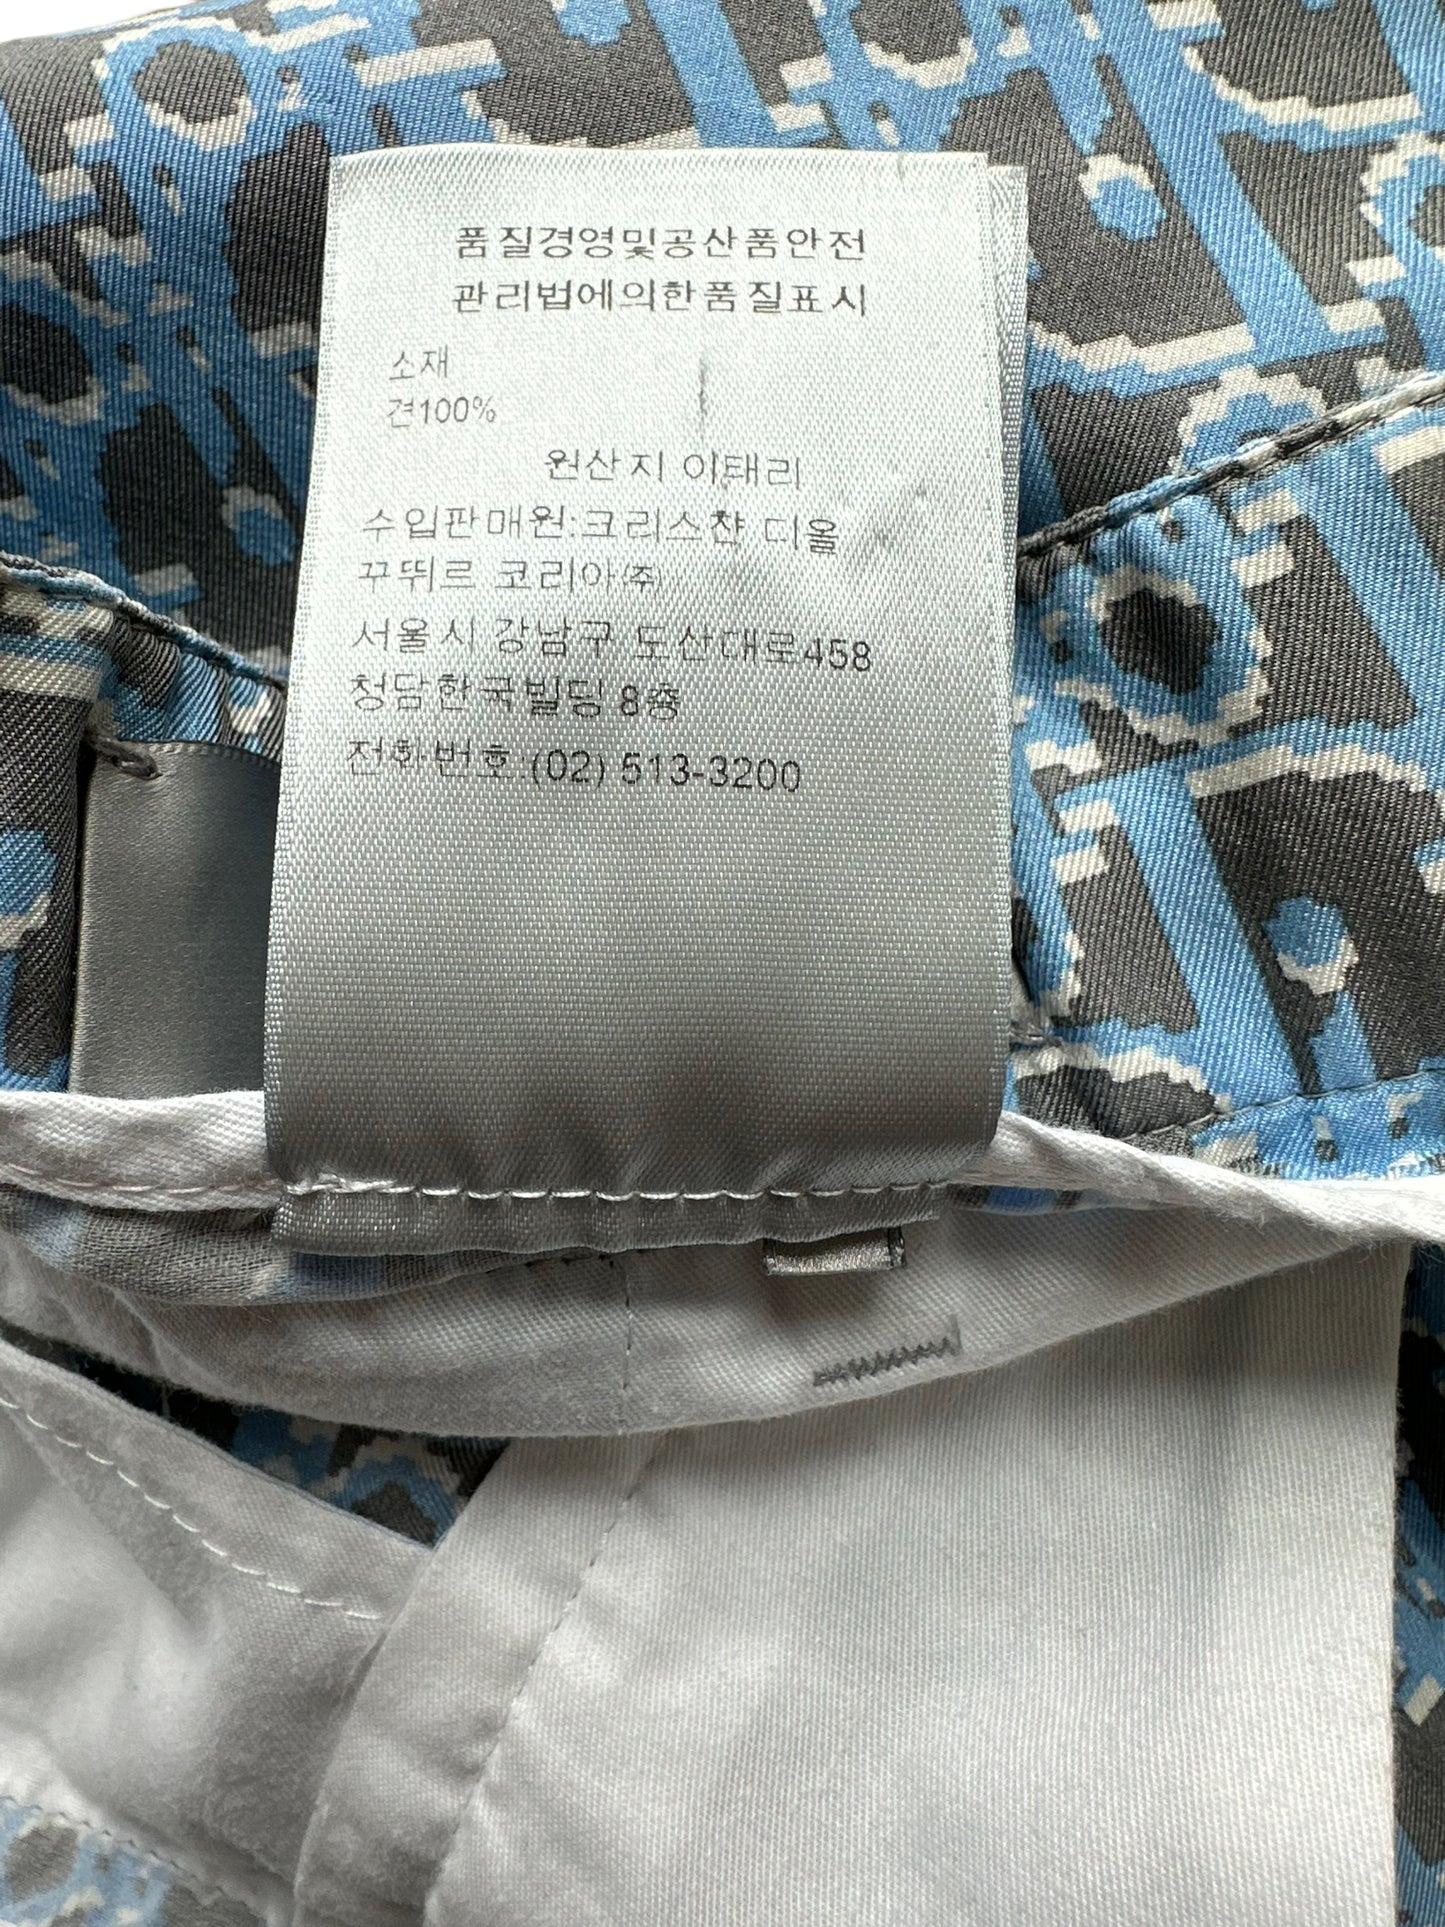 품질경영및공산품안전
관리법에의한품질표시
소재
견100%
원산지 이태리
수입판매원:크리스챤 디올
꾸뛰르 코리아(주)
서울시 강남구 도산대로458
청담한국빌딩 8층
전화번호:(02) 513-3200